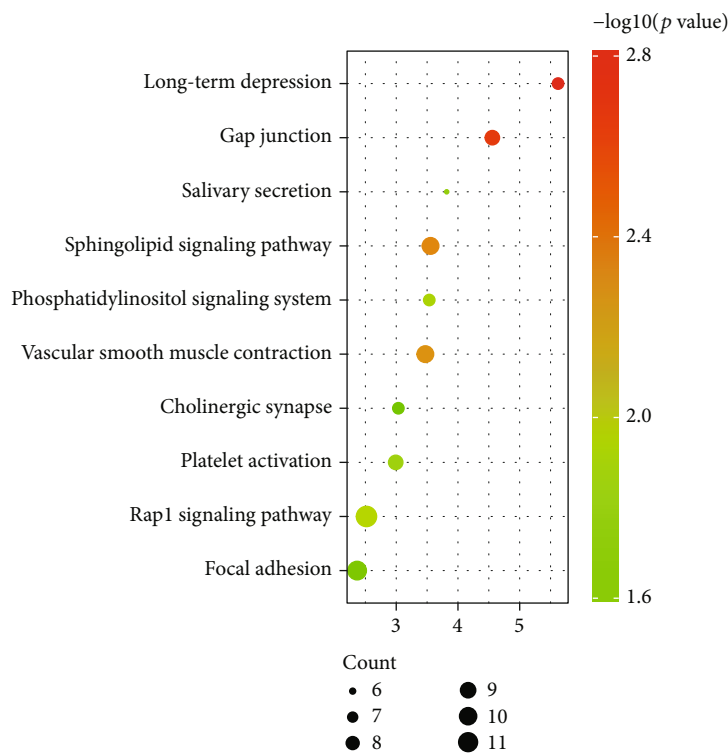 −log10(p value)
2.8
Long-term depression
Gap junction
Salivary secretion
2.4
Sphingolipid signaling pathway
Phosphatidylinositol signaling system
Vascular smooth muscle contraction
2.0
Cholinergic synapse
Platelet activation
Rap1 signaling pathway
Focal adhesion
1.6
3 4 5
Count
6 9
7 10
8 11